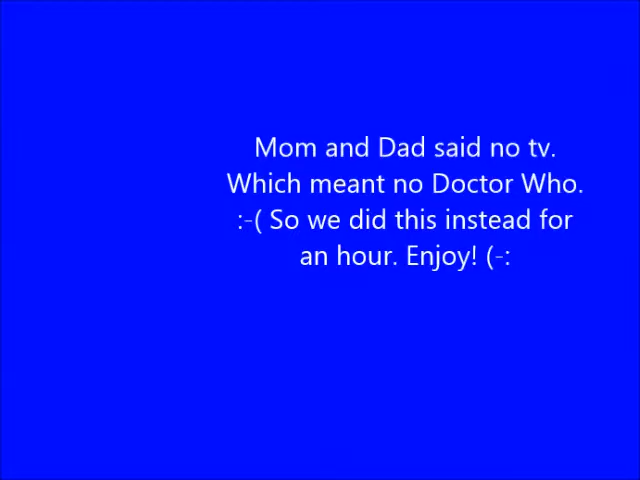 Mom and Dad said no tv.
Which meant no Doctor Who.
:-( So we did this instead for
an hour. Enjoy! (-: